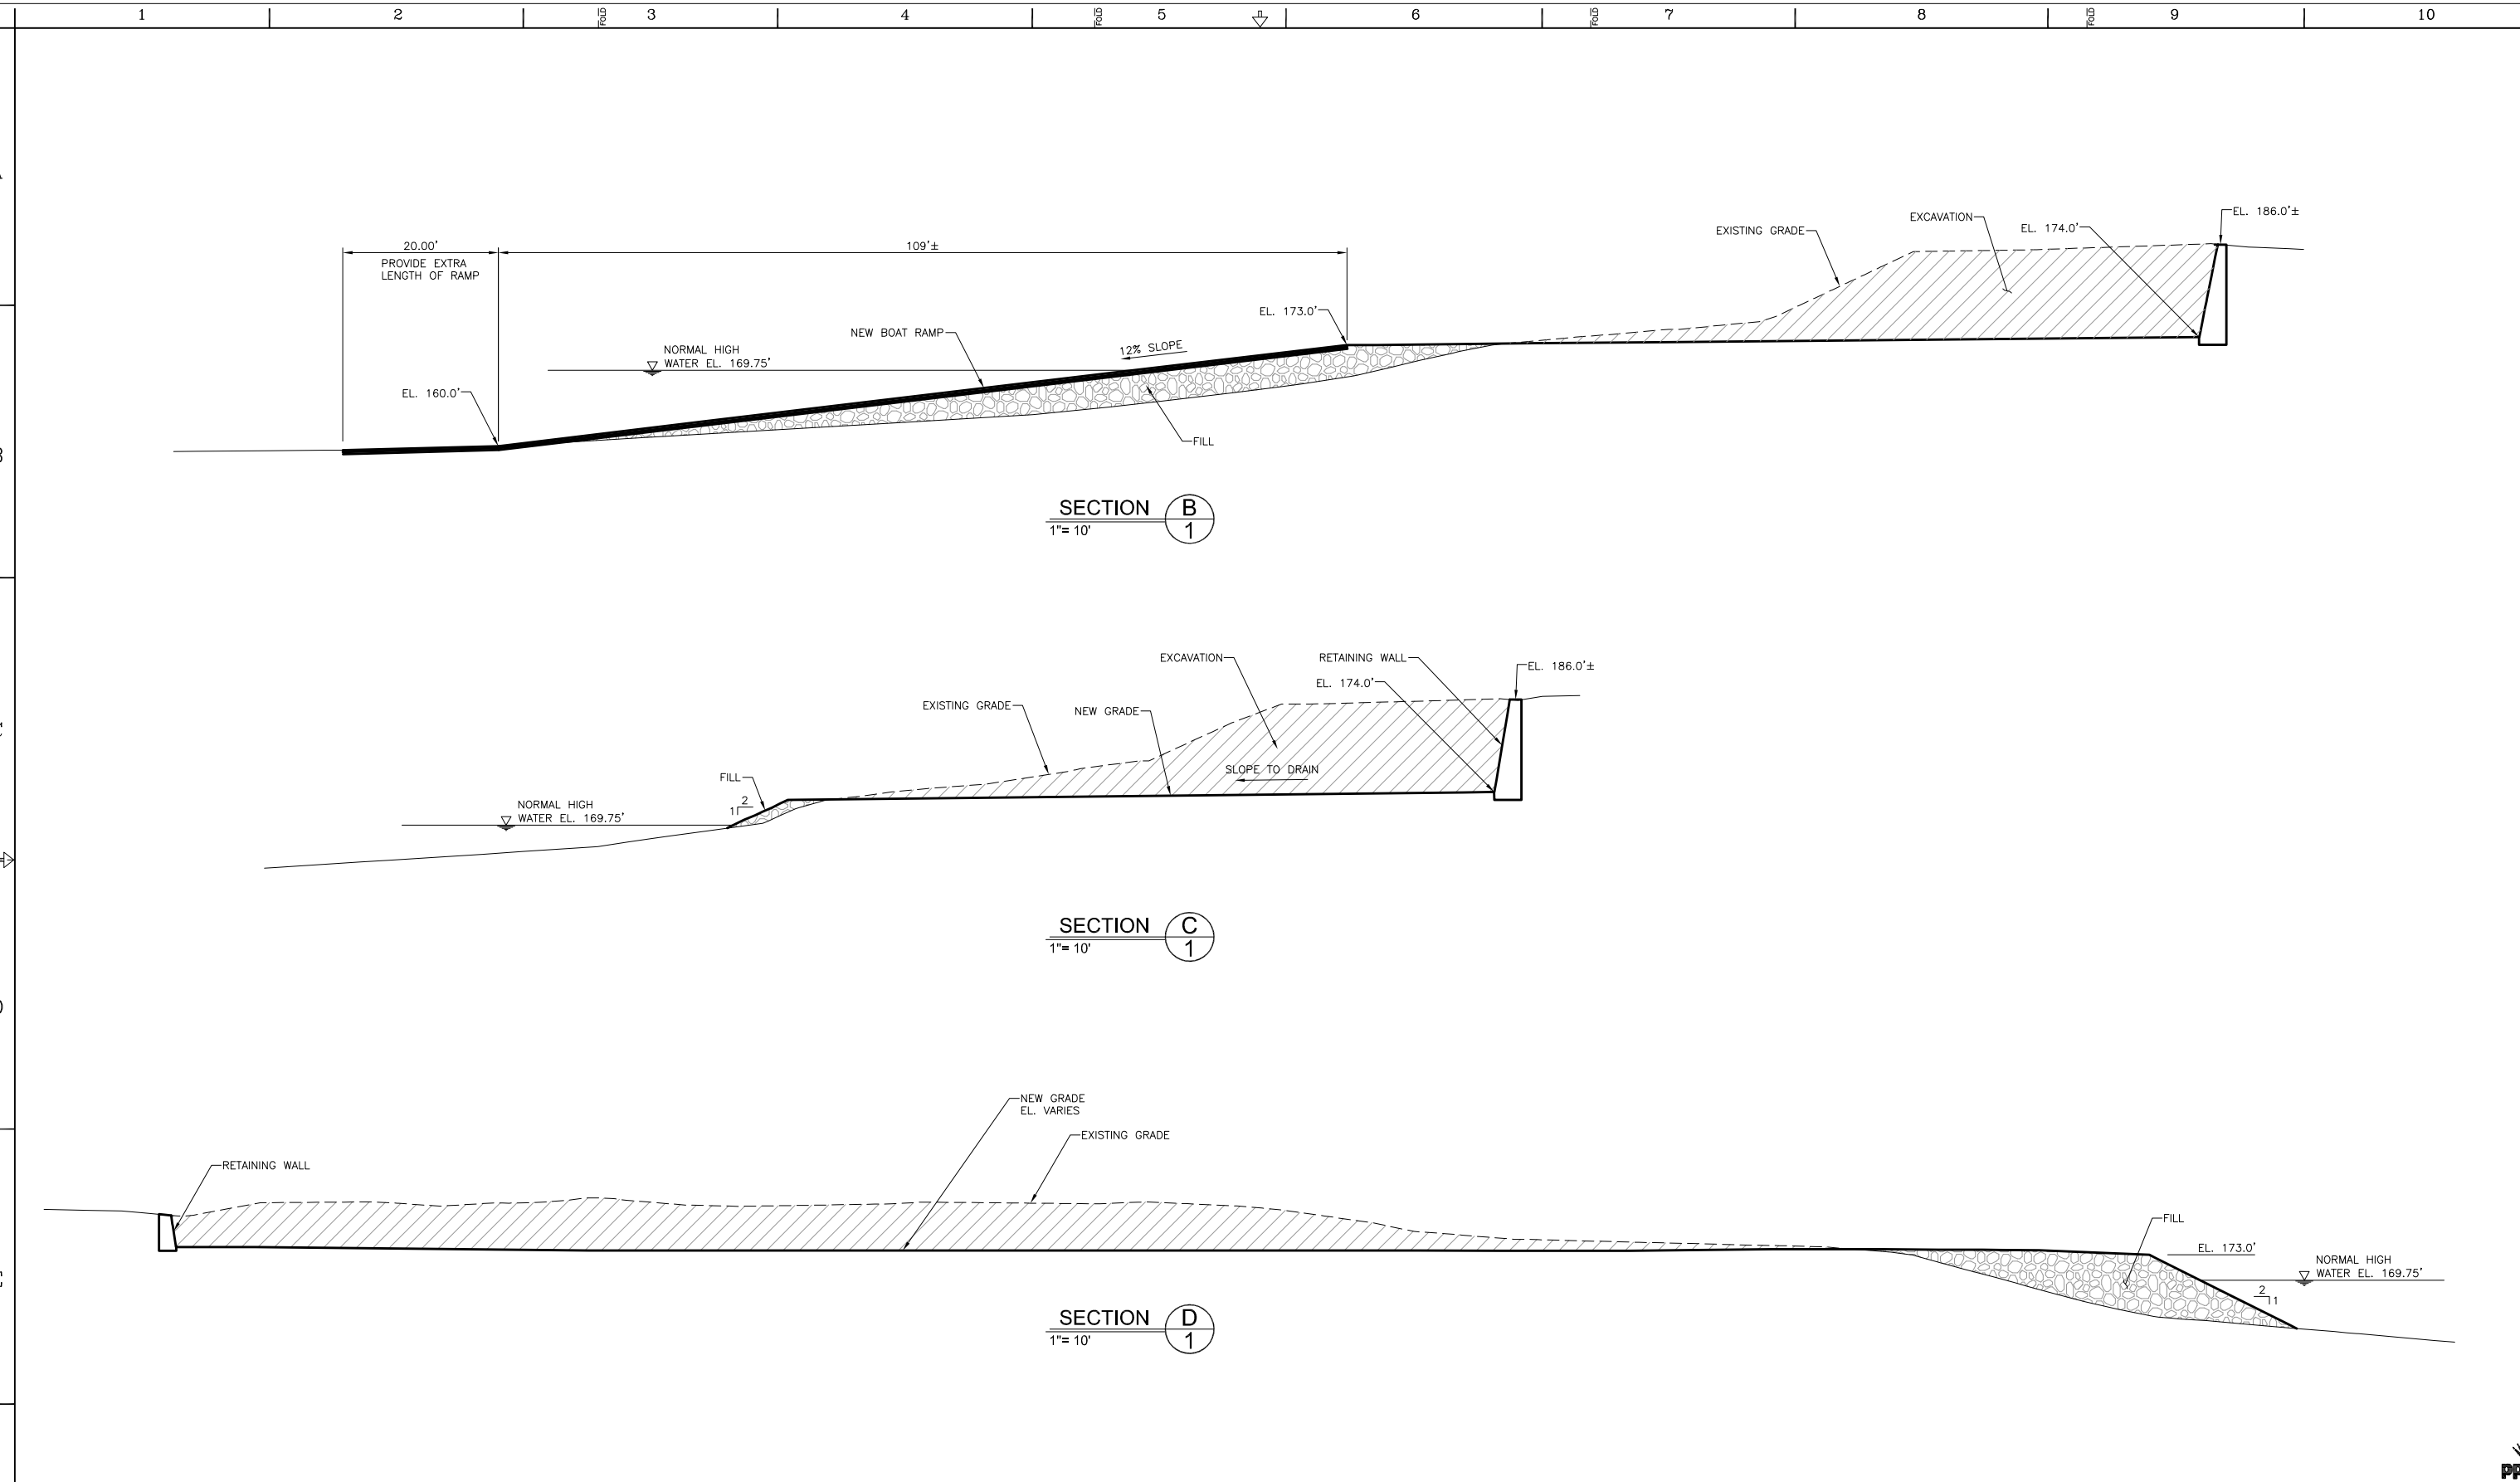 1 2 FOLD 3 4 FOLD 5 6 FOLD 7 8 FOLD 9 10
EL. 186.0'±
EXCAVATION
EL. 174.0'
EXISTING GRADE
20.00'
109'±
PROVIDE EXTRA
LENGTH OF RAMP
EL. 173.0'
NEW BOAT RAMP
12% SLOPE
NORMAL HIGH
WATER EL. 169.75'
EL. 160.0'
FILL
SECTION B
1"= 10' 1
EXCAVATION
RETAINING WALL
EL. 186.0'±
EL. 174.0'
EXISTING GRADE
NEW GRADE
SLOPE TO DRAIN
FILL
2
1
NORMAL HIGH
WATER EL. 169.75'
SECTION C
1"= 10' 1
NEW GRADE
EL. VARIES
EXISTING GRADE
RETAINING WALL
FILL
EL. 173.0'
NORMAL HIGH
WATER EL. 169.75'
2
1
SECTION D
1"= 10' 1